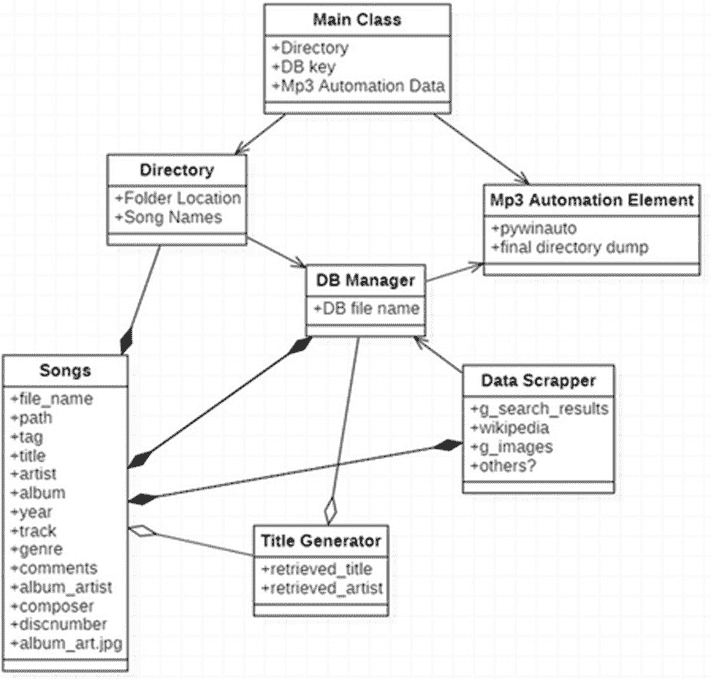 Main Class
+Directory
+DB key
+Mp3 Automation Data
Directory
+Folder Location
+Song Names
Mp3 Automation Element
+pywinauto
+final directory dump
DB Manager
+DB file name
Songs
+file_name
+path
+tag
+title
+artist
+album
+year
+track
+genre
+comments
+album_artist
+composer
+discnumber
+album_art.jpg
Data Scrapper
+g_search_results
+wikipedia
+g_images
+others?
Title Generator
+retrieved_title
+retrieved_artist